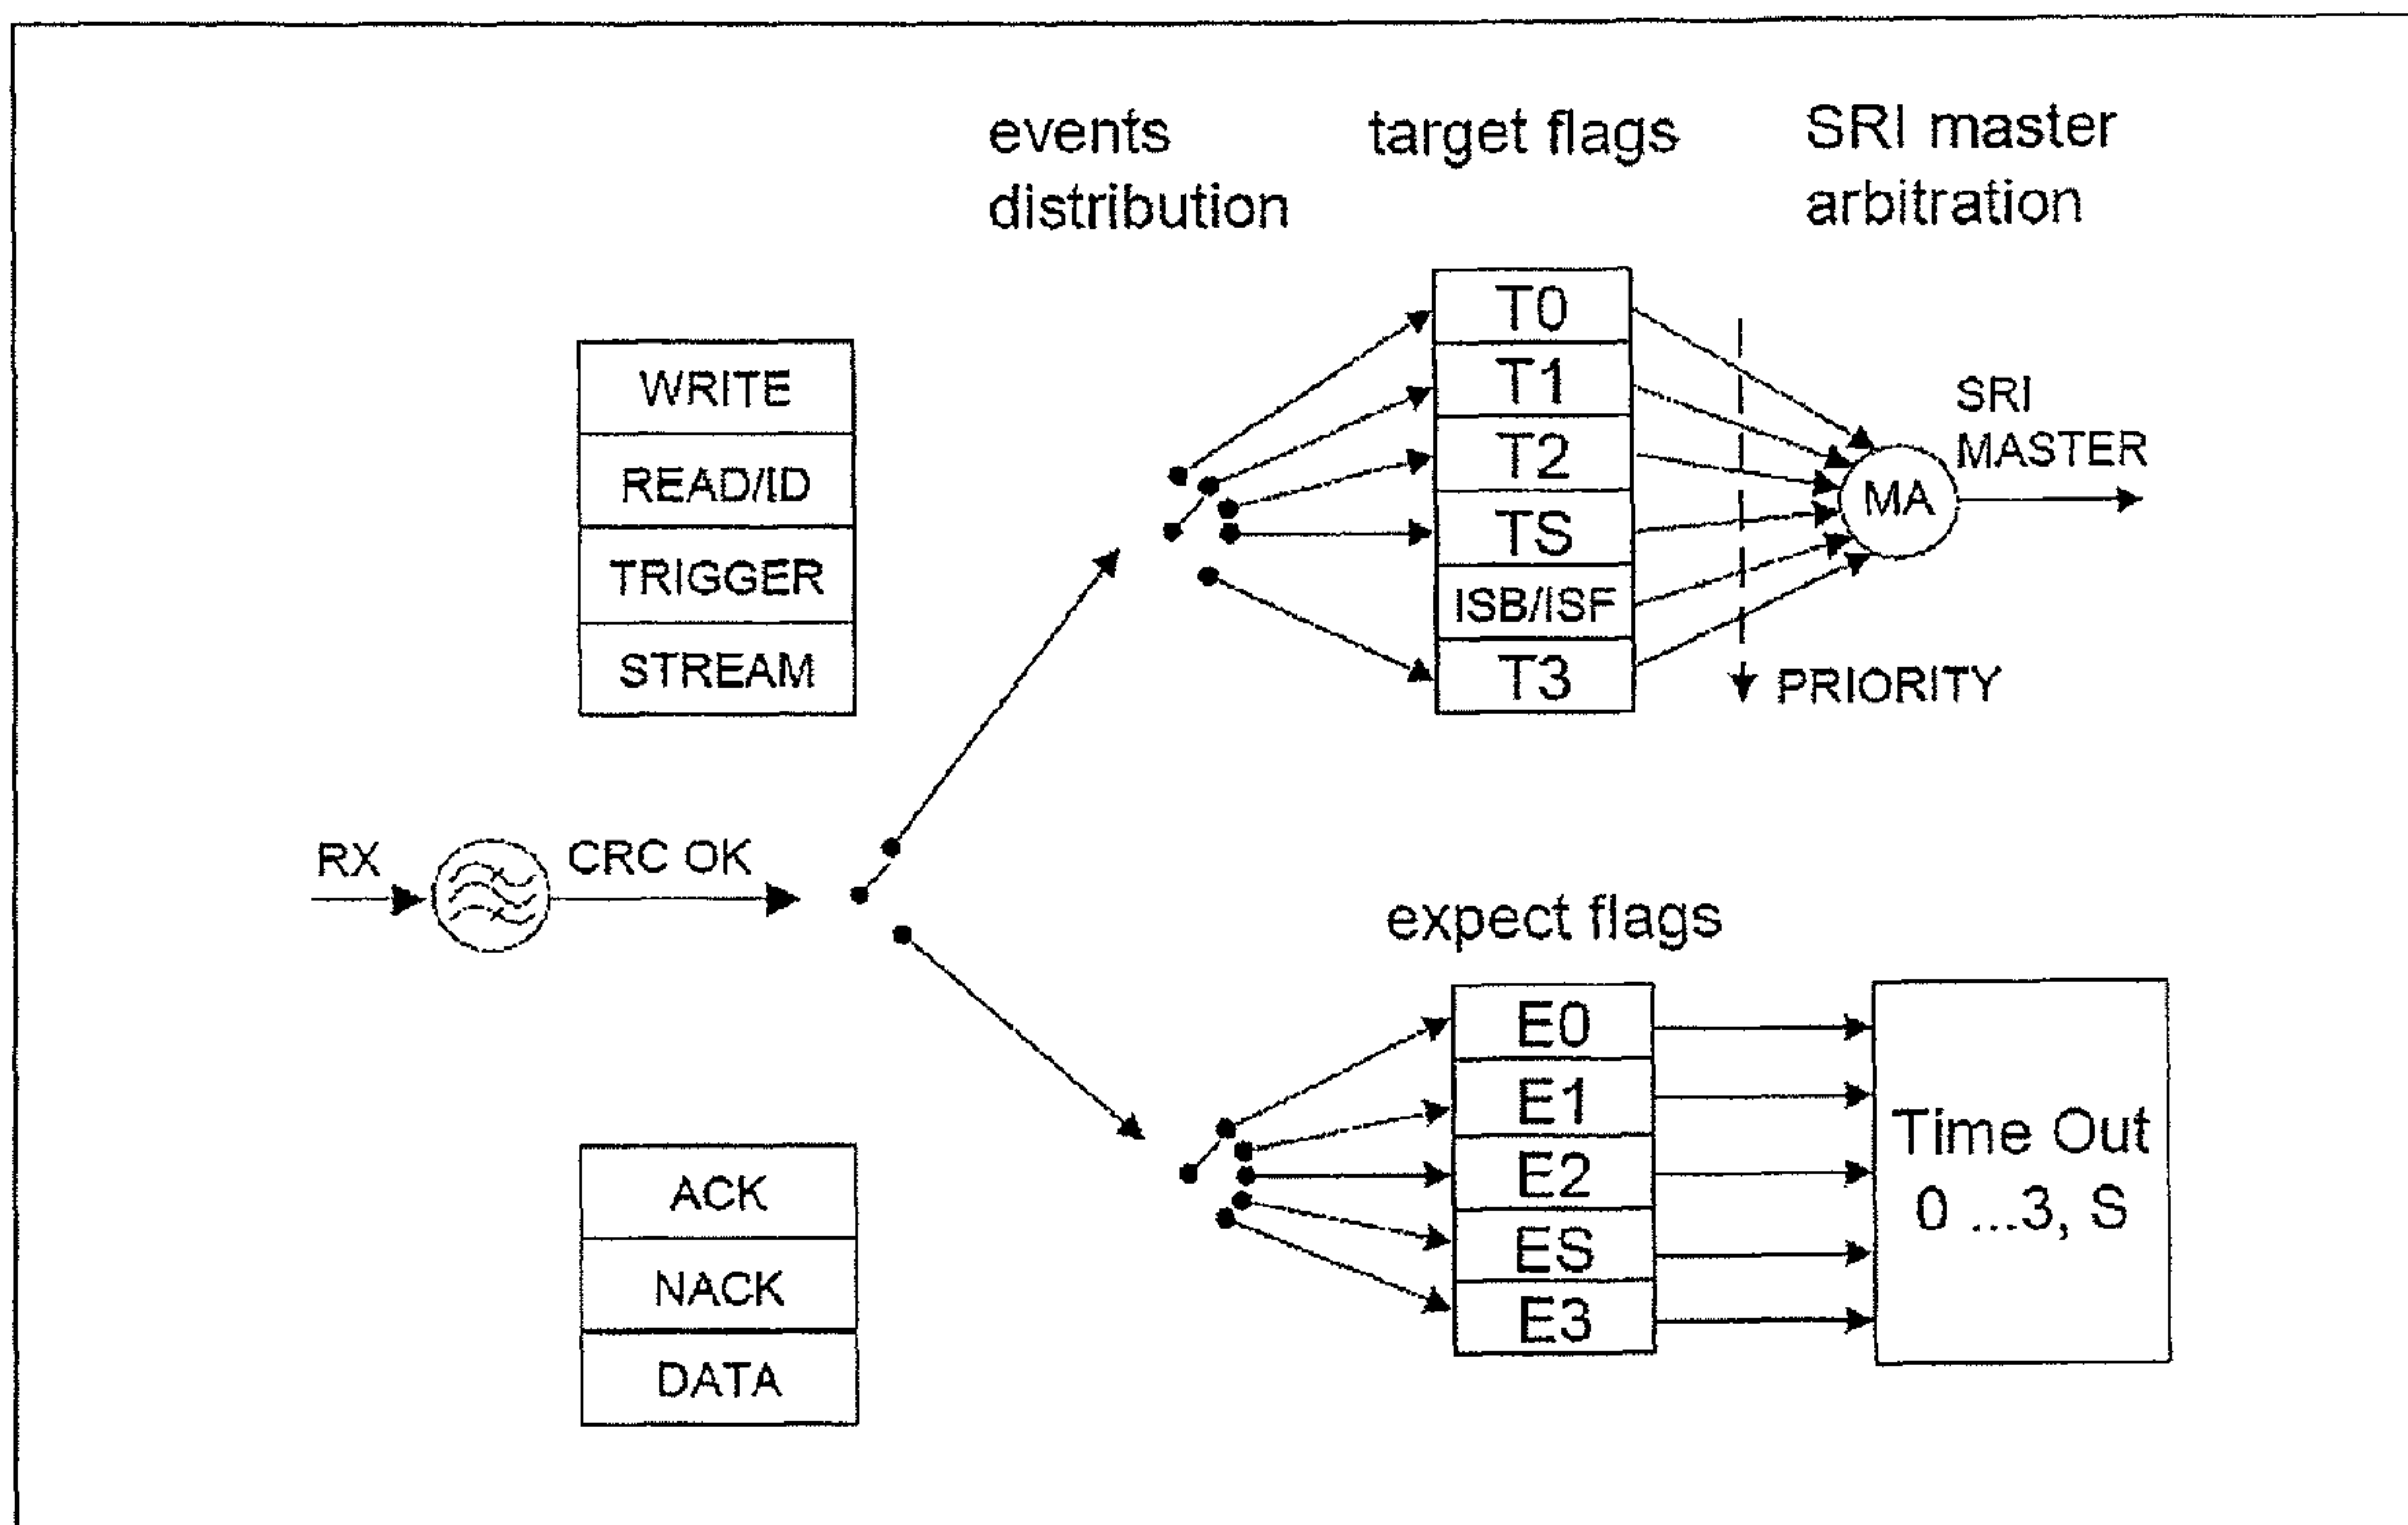 events
distribution
target flags
SRI master
arbitration
WRITE
READ/ID
TRIGGER
STREAM
T0
T1
T2
TS
ISB/ISF
T3
MA
SRI
MASTER
PRIORITY
RX
CRC OK
expect flags
ACK
NACK
DATA
E0
E1
E2
ES
E3
Time Out
0 ...3, S